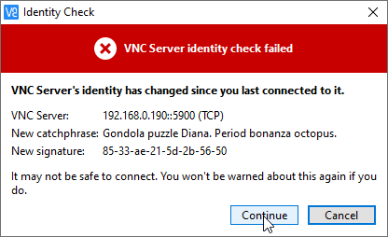 V2 Identity Check
VNC Server identity check failed
VNC Server's identity has changed since you last connected to it.
VNC Server: 192.168.0.190::5900 (TCP)
New catchphrase: Gondola puzzle Diana. Period bonanza octopus.
New signature: 85-33-ae-21-5d-2b-56-50
It may not be safe to connect. You won't be warned about this again if you
do.
Continue Cancel